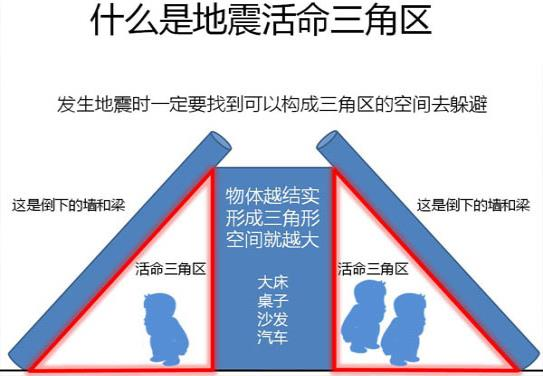 什么是地震活命三角区
发生地震时一定要找到可以构成三角区的空间去躲避
这是倒下的墙和梁
物体越结实
形成三角形
空间就越大
这是倒下的墙和梁
活命三角区
活命三角区
大床
桌子
沙发
汽车